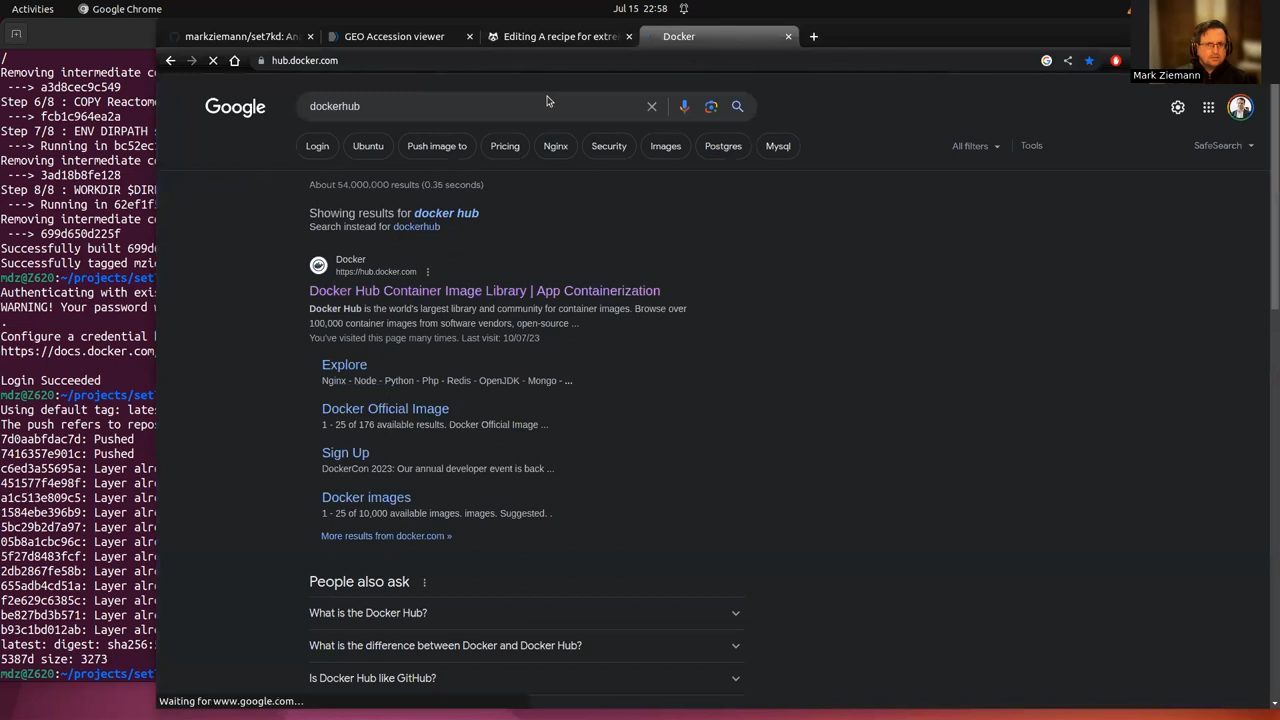 Activities
Google Chrome
Jul 15 22:58
markziemann/set7kd: An
GEO Accession viewer
Editing A recipe for extre
Docker
hub.docker.com
Mark Ziemann
/
Removing intermediate co
---> a3d8cec9c549
Step 6/8 : COPY Reactome
---> fcb1c964ea2a
Step 7/8 : ENV DIRPATH
---> Running in bc52ec
Removing intermediate co
---> 3ad18b8fe128
Step 8/8 : WORKDIR $DIR
---> Running in 62ef1f
Removing intermediate co
---> 699d650d225f
Successfully built 699d
Successfully tagged mzie
mdz@Z620:~/projects/set
Authenticating with exis
WARNING! Your password w
.
Configure a credential
https://docs.docker.com
Login Succeeded
mdz@Z620:~/projects/set
Using default tag: late
The push refers to repos
7d0aabfdac7d: Pushed
7416357e901c: Pushed
c6ed3a55695a: Layer alr
451577f4e98f: Layer alr
a1c513e809c5: Layer alr
1584ebe396b9: Layer alr
5bc29b2d7a97: Layer alr
05b8a1cbc96c: Layer alr
5f27d8483fcf: Layer alr
2db2867fe58b: Layer alr
655adb4cd51a: Layer alr
f2e629c6385c: Layer alr
be827bd3b571: Layer alr
b93c1bd012ab: Layer alr
latest: digest: sha256:
5387d size: 3273
mdz@Z620:~/projects/set
Google
dockerhub
Login
Ubuntu
Push image to
Pricing
Nginx
Security
Images
Postgres
Mysql
All filters
Tools
SafeSearch
About 54,000,000 results (0.35 seconds)
Showing results for docker hub
Search instead for dockerhub
Docker
https://hub.docker.com
Docker Hub Container Image Library | App Containerization
Docker Hub is the world's largest library and community for container images. Browse over
100,000 container images from software vendors, open-source ...
You've visited this page many times. Last visit: 10/07/23
Explore
Nginx - Node - Python - Php - Redis - OpenJDK - Mongo - ...
Docker Official Image
1 - 25 of 176 available results. Docker Official Image ...
Sign Up
DockerCon 2023: Our annual developer event is back ...
Docker images
1 - 25 of 10,000 available images. images. Suggested. .
More results from docker.com »
People also ask
What is the Docker Hub?
What is the difference between Docker and Docker Hub?
Is Docker Hub like GitHub?
Waiting for www.google.com...